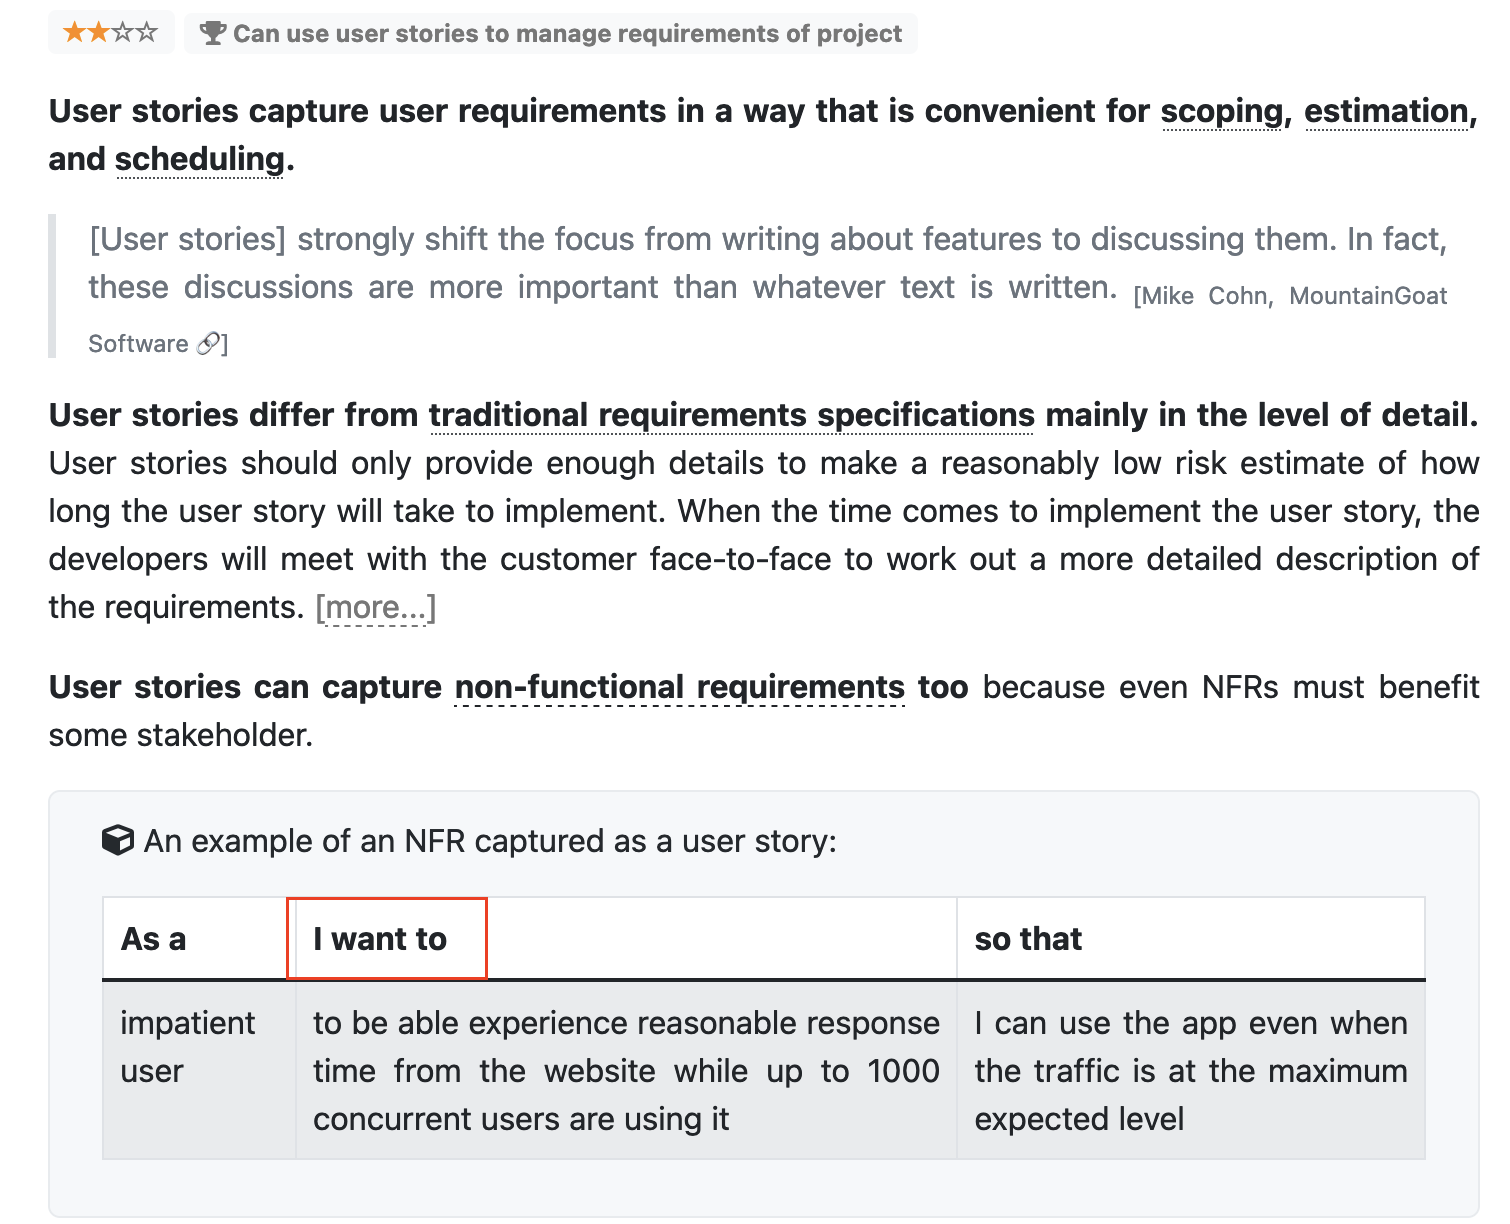 Can use user stories to manage requirements of project
User stories capture user requirements in a way that is convenient for scoping, estimation,
and scheduling.
[User stories] strongly shift the focus from writing about features to discussing them. In fact,
these discussions are more important than whatever text is written. [Mike Cohn, MountainGoat
Software 🔗]
User stories differ from traditional requirements specifications mainly in the level of detail.
User stories should only provide enough details to make a reasonably low risk estimate of how
long the user story will take to implement. When the time comes to implement the user story, the
developers will meet with the customer face-to-face to work out a more detailed description of
the requirements. [more...]
User stories can capture non-functional requirements too because even NFRs must benefit
some stakeholder.
An example of an NFR captured as a user story:
As a I want to so that
impatient to be able experience reasonable response I can use the app even when
user time from the website while up to 1000 the traffic is at the maximum
concurrent users are using it expected level